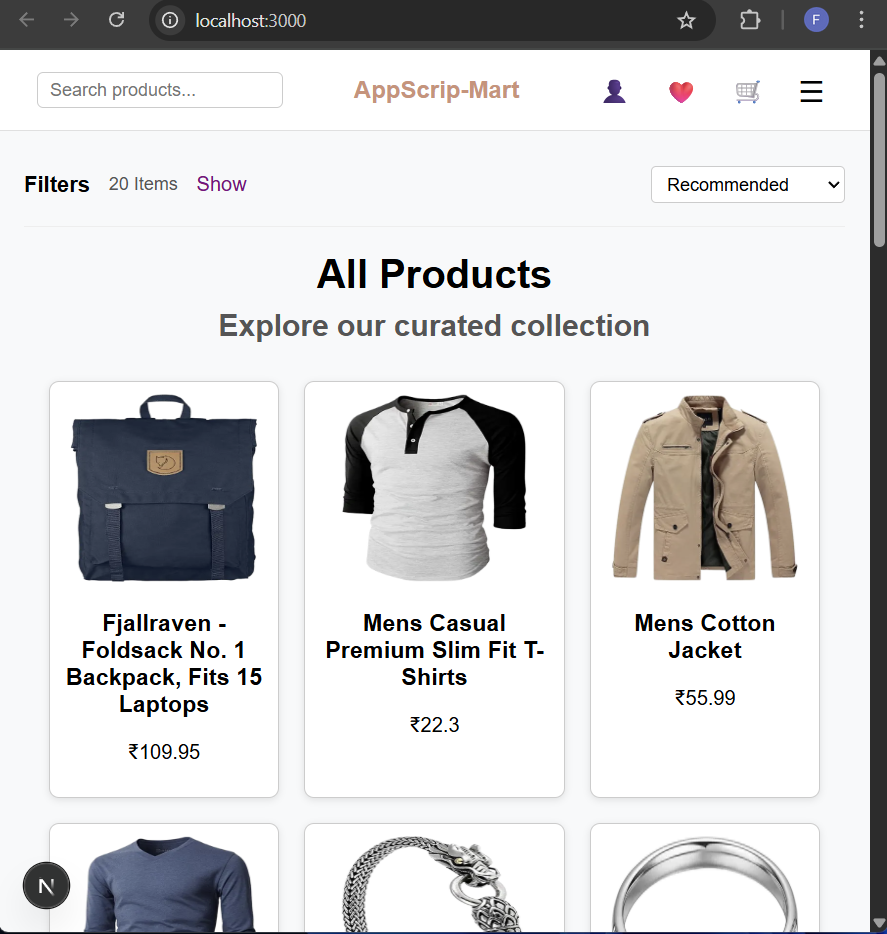 localhost:3000
F
Search products...
AppScrip-Mart
Filters
20 Items
Show
Recommended
All Products
Explore our curated collection
Fjallraven -
Foldsack No. 1
Backpack, Fits 15
Laptops
₹109.95
Mens Casual
Premium Slim Fit T-
Shirts
₹22.3
Mens Cotton
Jacket
₹55.99
N